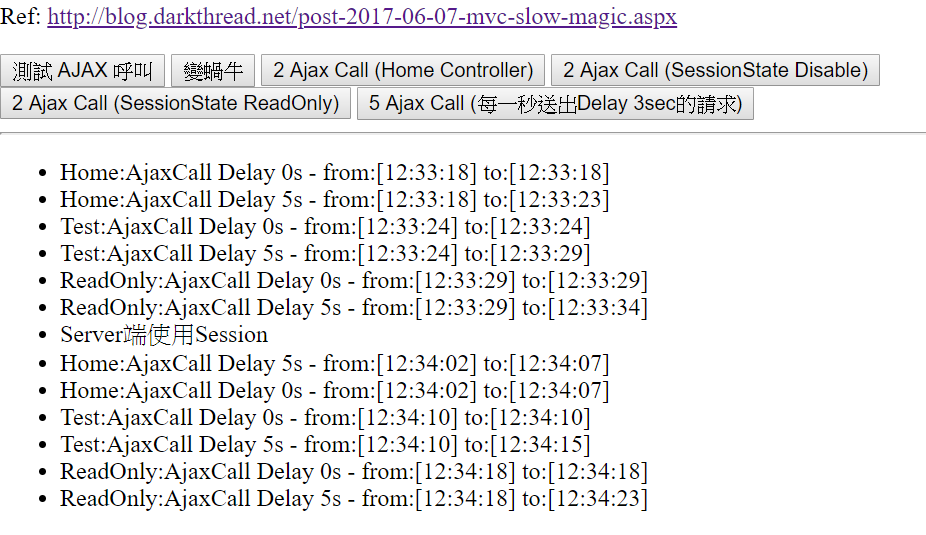 Ref: http://blog.darkthread.net/post-2017-06-07-mvc-slow-magic.aspx
測試 AJAX 呼叫 變蝸牛 2 Ajax Call (Home Controller) 2 Ajax Call (SessionState Disable)
2 Ajax Call (SessionState ReadOnly) 5 Ajax Call (每一秒送出Delay 3sec的請求)
• Home:AjaxCall Delay 0s - from:[12:33:18] to:[12:33:18]
• Home:AjaxCall Delay 5s - from:[12:33:18] to:[12:33:23]
• Test:AjaxCall Delay 0s - from:[12:33:24] to:[12:33:24]
• Test:AjaxCall Delay 5s - from:[12:33:24] to:[12:33:29]
• ReadOnly:AjaxCall Delay 0s - from:[12:33:29] to:[12:33:29]
• ReadOnly:AjaxCall Delay 5s - from:[12:33:29] to:[12:33:34]
• Server端使用Session
• Home:AjaxCall Delay 5s - from:[12:34:02] to:[12:34:07]
• Home:AjaxCall Delay 0s - from:[12:34:02] to:[12:34:07]
• Test:AjaxCall Delay 0s - from:[12:34:10] to:[12:34:10]
• Test:AjaxCall Delay 5s - from:[12:34:10] to:[12:34:15]
• ReadOnly:AjaxCall Delay 0s - from:[12:34:18] to:[12:34:18]
• ReadOnly:AjaxCall Delay 5s - from:[12:34:18] to:[12:34:23]